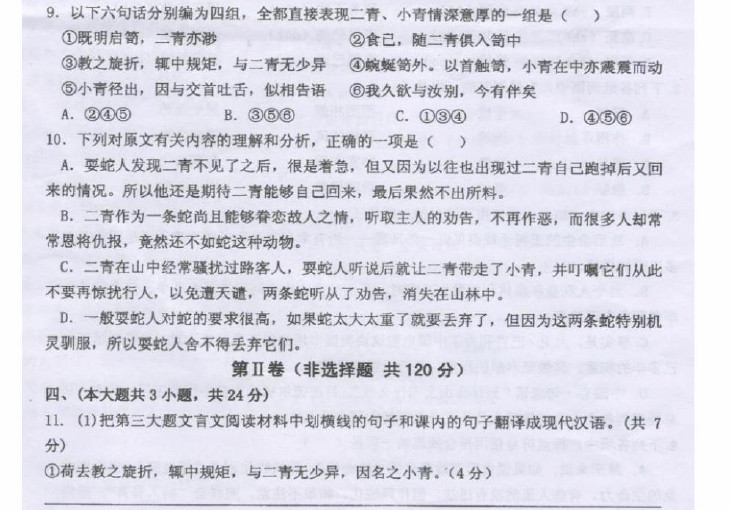 9. 以下六句话分别编为四组，全都直接表现二青、小青情深意厚的一组是（ ）
①既明启笥，二青亦渺 ②食已，随二青俱入笥中
③教之旋折，辄中规矩，与二青无少异 ④蜿蜒笥外、以首触笥，小青在中亦震震而动
⑤小青径出，因与交首吐舌，似相告语 ⑥我久欲与汝别，今有伴矣
A. ②④⑤ B. ③⑤⑥ C. ①③④ D. ④⑤⑥
10. 下列对原文有关内容的理解和分析，正确的一项是（ ）
A. 耍蛇人发现二青不见了之后，很是着急，但又因为以往也出现过二青自己跑掉后又回
来的情况。所以他还是期待二青能够自己回来，最后果然不出所料。
B. 二青作为一条蛇尚且能够眷恋故人之情，听取主人的劝告，不再作恶，而很多人却常
常恩将仇报，竟然还不如蛇这种动物。
C. 二青在山中经常骚扰过路客人，耍蛇人听说后就让二青带走了小青，并叮嘱它们从此
不要再惊扰行人，以免遭天谴，两条蛇听从了劝告，消失在山林中。
D. 一般耍蛇人对蛇的要求很高，如果蛇太大太重了就要丢弃了，但因为这两条蛇特别机
灵驯服，所以耍蛇人舍不得丢弃它们。
第Ⅱ卷（非选择题 共120分）
四、（本大题共3小题，共24分）
11. (1)把第三大题文言文阅读材料中划横线的句子和课内的句子翻译成现代汉语。(共 7
分)
①荷去教之旋折，辄中规矩，与二青无少异，因名之小青。(4分)